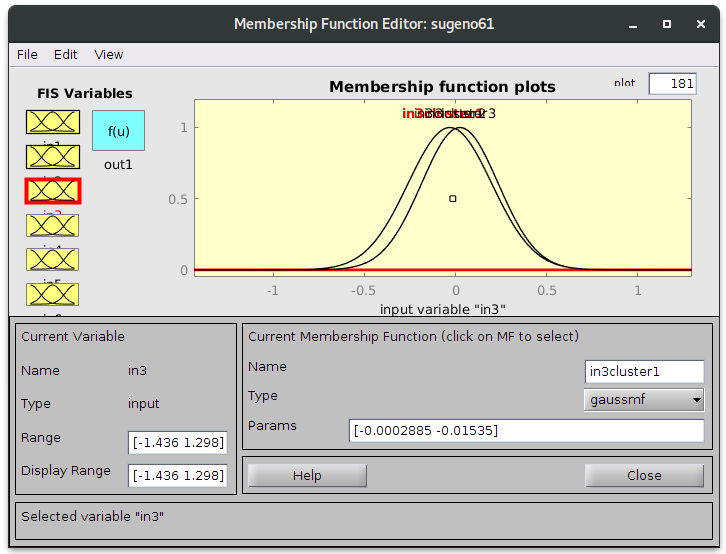 Membership Function Editor: sugeno61
File Edit View
FIS Variables
f(u)
out1
in3
Membership function plots
plot
181
1
0.5
0
-1
-0.5
0
0.5
1
input variable "in3"
Current Variable
Name in3
Type input
Range [-1.436 1.298]
Display Range [-1.436 1.298]
Current Membership Function (click on MF to select)
Name in3cluster1
Type gaussmf
Params [-0.0002885 -0.01535]
Help
Close
Selected variable "in3"